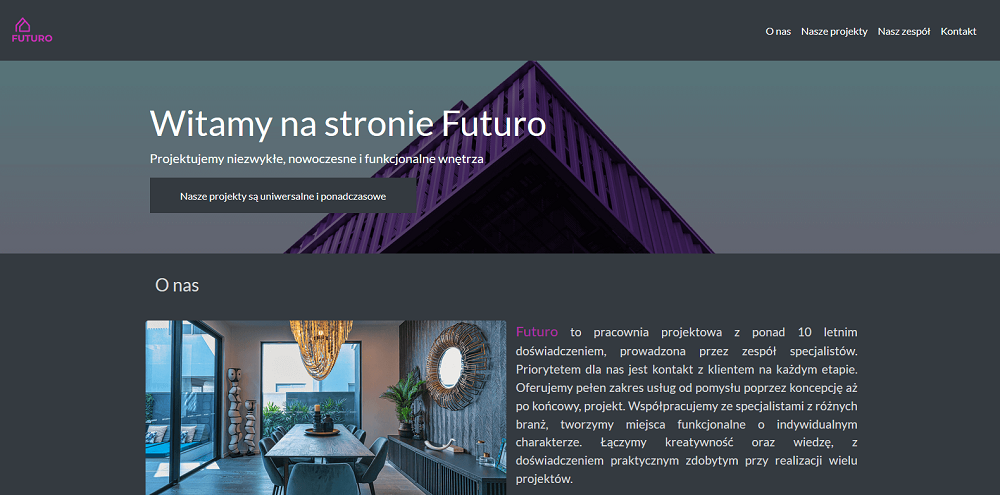 FUTURO
O nas Nasze projekty Nasz zespół Kontakt
Witamy na stronie Futuro
Projektujemy niezwykłe, nowoczesne i funkcjonalne wnętrza
Nasze projekty są uniwersalne i ponadczasowe
O nas
Futuro to pracownia projektowa z ponad 10 letnim
doświadczeniem, prowadzona przez zespół specjalistów.
Priorytetem dla nas jest kontakt z klientem na każdym etapie.
Oferujemy pełen zakres usług od pomysłu poprzez koncepcję aż
po końcowy, projekt. Współpracujemy ze specjalistami z różnych
branż, tworzymy miejsca funkcjonalne o indywidualnym
charakterze. Łączymy kreatywność oraz wiedzę, z
doświadczeniem praktycznym zdobytym przy realizacji wielu
projektów.